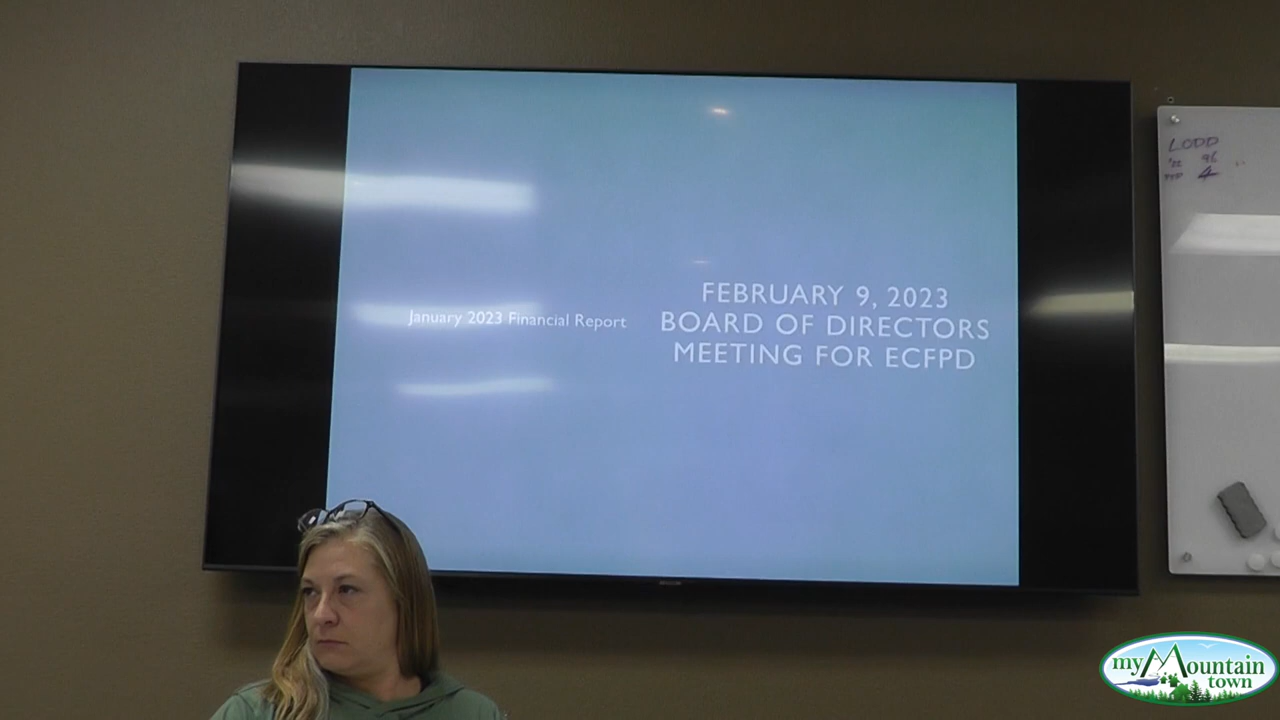 January 2023 Financial Report
FEBRUARY 9, 2023
BOARD OF DIRECTORS
MEETING FOR ECFPD
LODD
'22 96
YTD 4
my Mountain
town